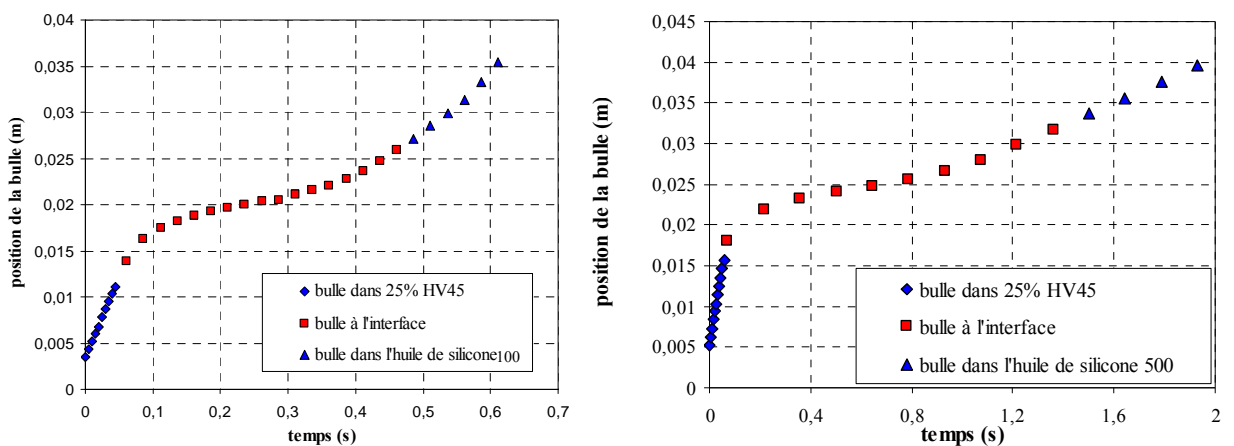 0,04
0,035
0,03
0,025
0,02
0,015
0,01
0,005
0
position de la bulle (m)
0 0,1 0,2 0,3 0,4 0,5 0,6 0,7
temps (s)
bulle dans 25% HV45
bulle à l'interface
bulle dans l'huile de silicone100
0,045
0,04
0,035
0,03
0,025
0,02
0,015
0,01
0,005
0
position de la bulle (m)
0 0,4 0,8 1,2 1,6 2
temps (s)
bulle dans 25% HV45
bulle à l'interface
bulle dans l'huile de silicone 500